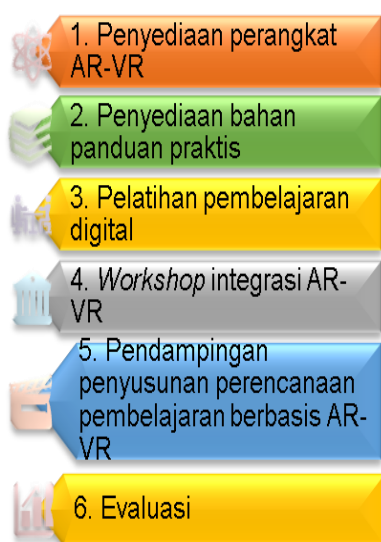 1. Penyediaan perangkat
AR-VR
2. Penyediaan bahan
panduan praktis
3. Pelatihan pembelajaran
digital
4. Workshop integrasi AR-
VR
5. Pendampingan
penyusunan perencanaan
pembelajaran berbasis AR-
VR
6. Evaluasi